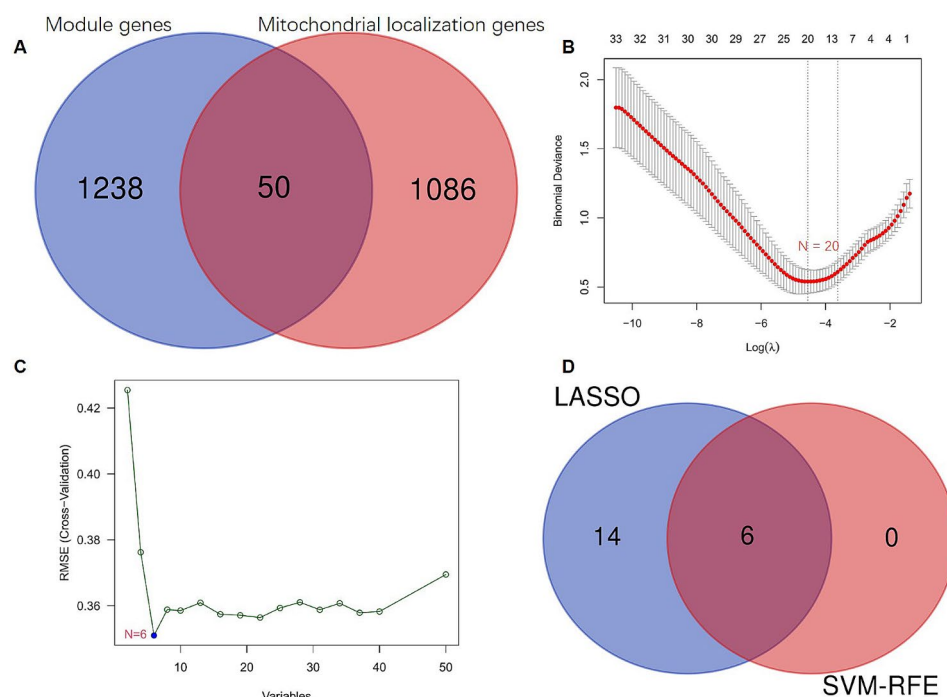 Module genes
Mitochondrial localization genes
A
1238
50
1086
B
33 32 31 30 30 29 27 25 20 13 7 4 4 1
2.0
1.5
1.0
0.5
Binomial Deviance
N = 20
−10 −8 −6 −4 −2
Log(λ)
C
0.42
0.40
0.38
0.36
RMSE (Cross−Validation)
N=6
10 20 30 40 50
Variables
D
LASSO
14
6
0
SVM-RFE